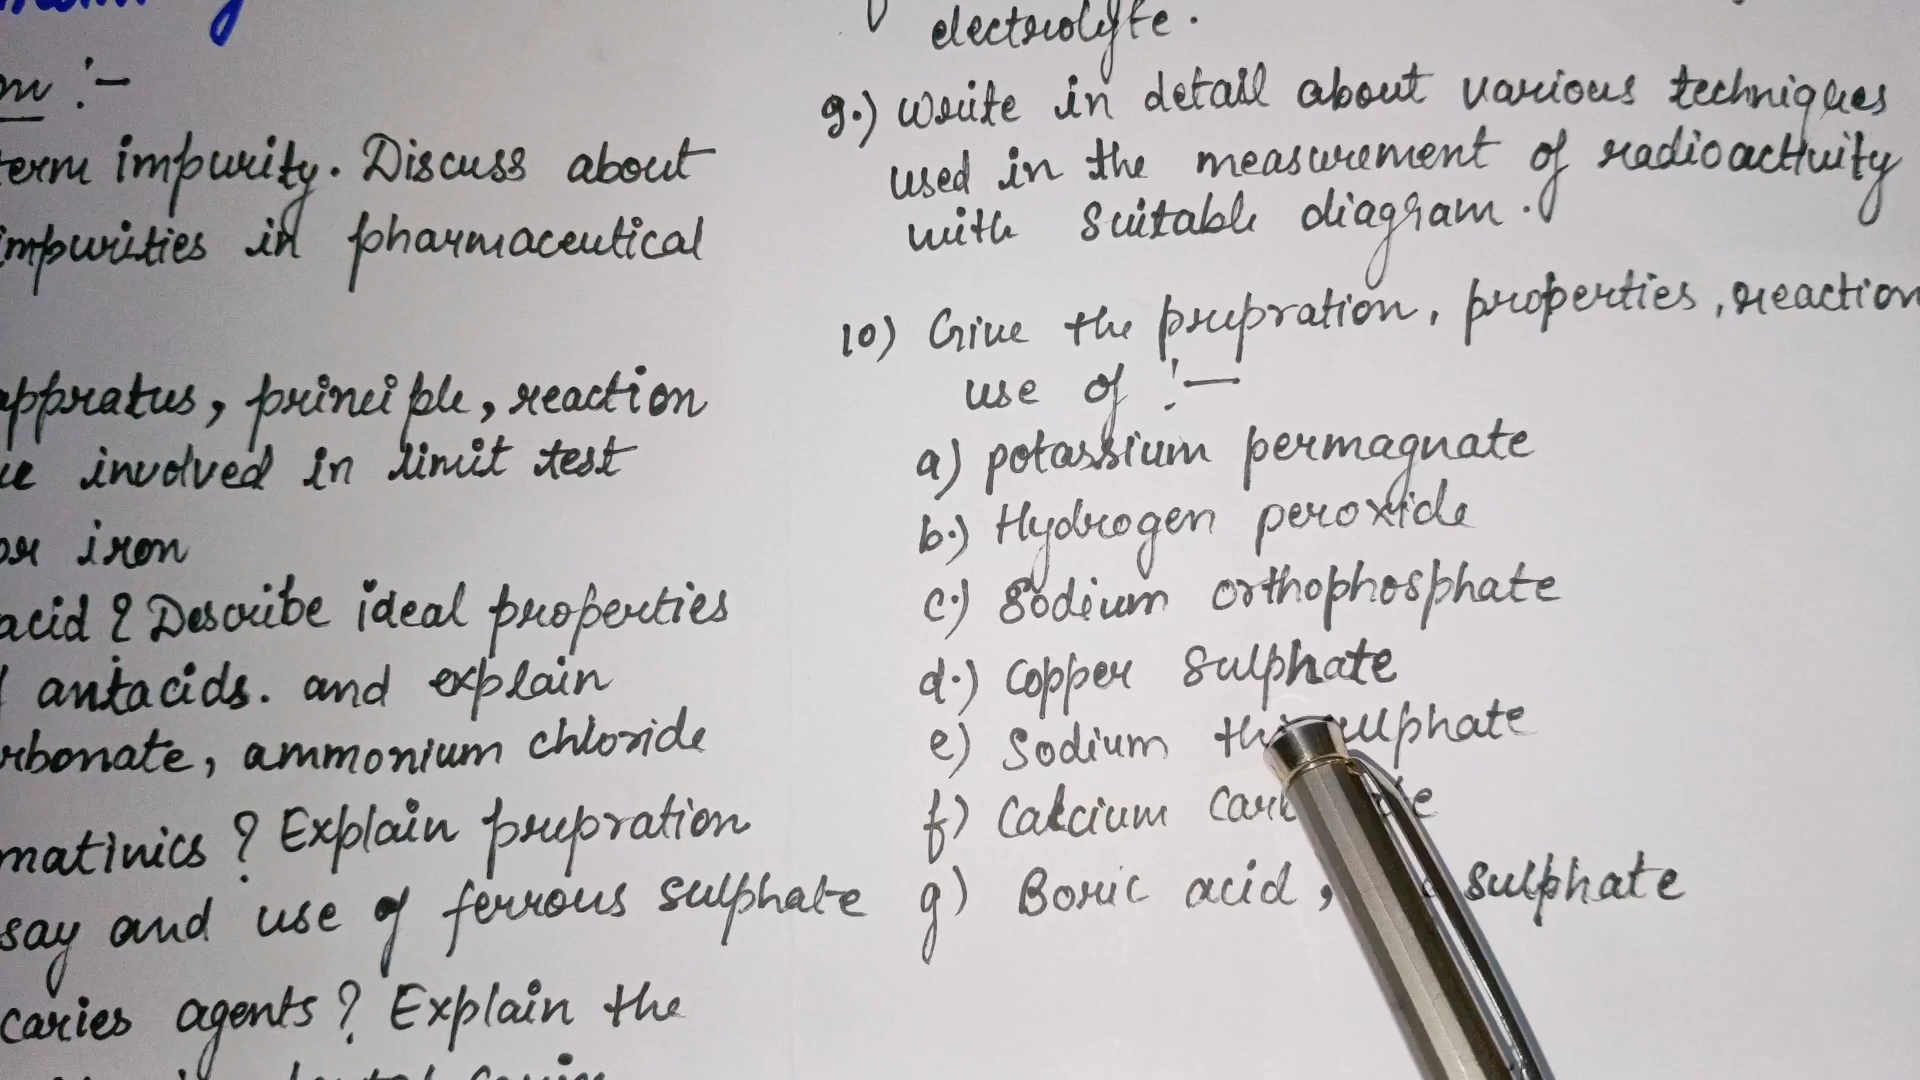 m :-
erm impurity. Discuss about
impurities in pharmaceutical
appratus, principle, reaction
involved in limit test
or iron
acid ? Describe ideal properties
antacids. and explain
rbonate, ammonium chloride
matinics ? Explain prepration
say and use of ferrous sulphate
caries agents ? Explain the
electrolyte.
9.) Write in detail about various techniques
used in the measurement of radioactivity
with suitable diagram.
10) Give the prepration, properties, reaction
use of :-
a) potassium permagnate
b.) Hydrogen peroxide
c.) Sodium orthophosphate
d.) Copper sulphate
e) Sodium sulphate
f) Calcium
g) Boric acid, sulphate